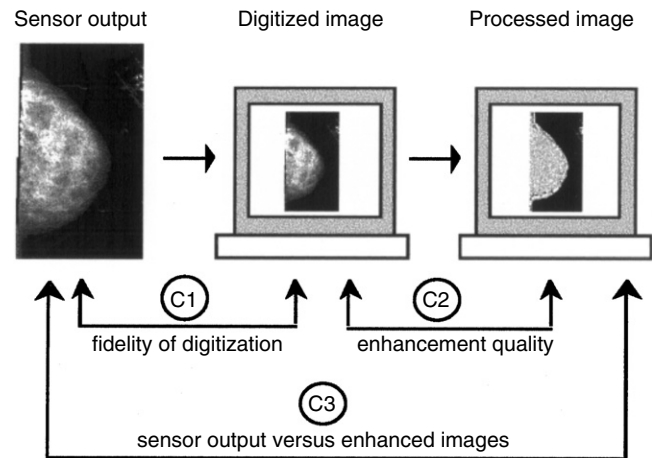 Sensor output
Digitized image
Processed image
C1
C2
fidelity of digitization
enhancement quality
C3
sensor output versus enhanced images